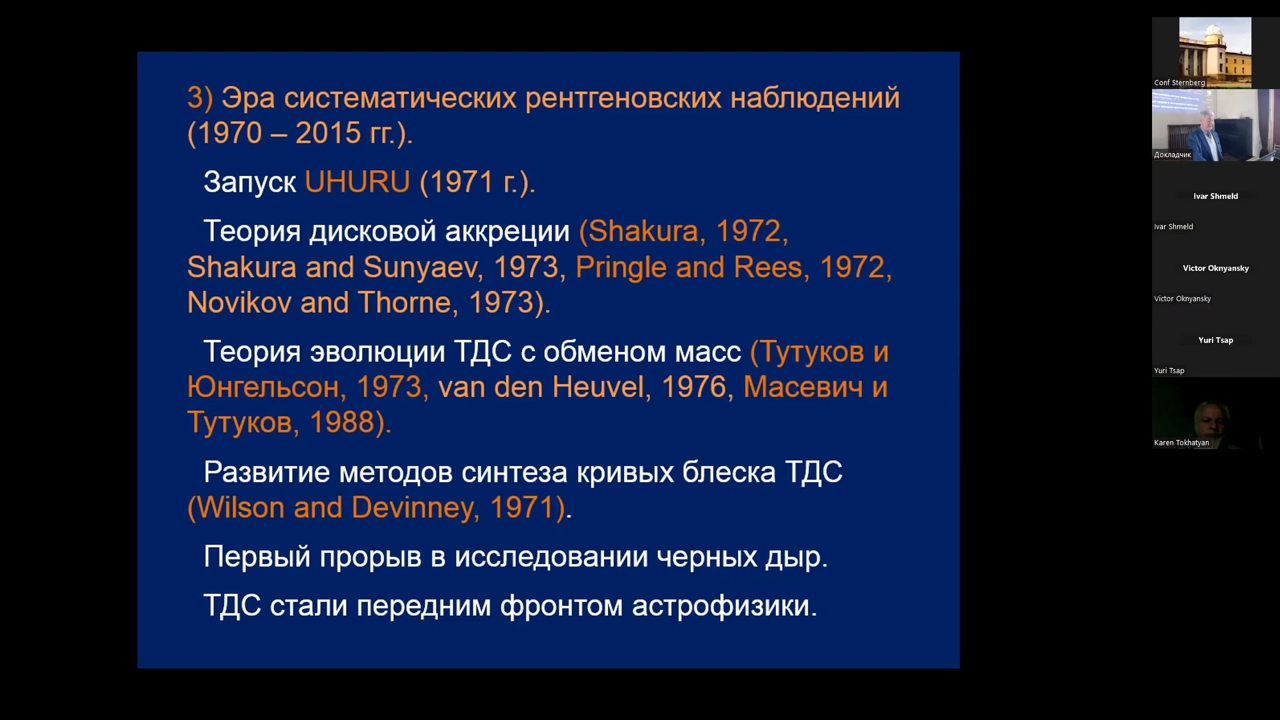 3) Эра систематических рентгеновских наблюдений
(1970 – 2015 гг.).
Запуск UHURU (1971 г.).
Теория дисковой аккреции (Shakura, 1972,
Shakura and Sunyaev, 1973, Pringle and Rees, 1972,
Novikov and Thorne, 1973).
Теория эволюции ТДС с обменом масс (Тутуков и
Юнгельсон, 1973, van den Heuvel, 1976, Масевич и
Тутуков, 1988).
Развитие методов синтеза кривых блеска ТДС
(Wilson and Devinney, 1971).
Первый прорыв в исследовании черных дыр.
ТДС стали передним фронтом астрофизики.
Conf Sternberg
Докладчик
Ivar Shmeld
Ivar Shmeld
Victor Oknyansky
Victor Oknyansky
Yuri Tsap
Yuri Tsap
Karen Tokhatyan